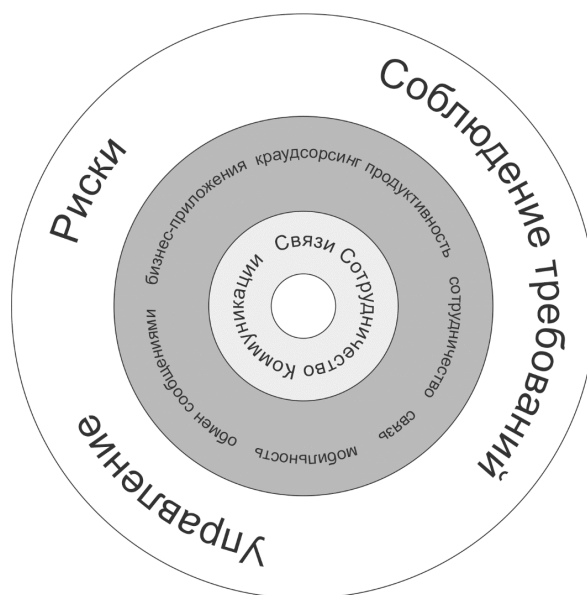 Риски
Соблюдение требований
Управление
бизнес-приложения краудсорсинг продуктивность сотрудничество связь мобильность обмен сообщениями
Связи Сотрудничество Коммуникации